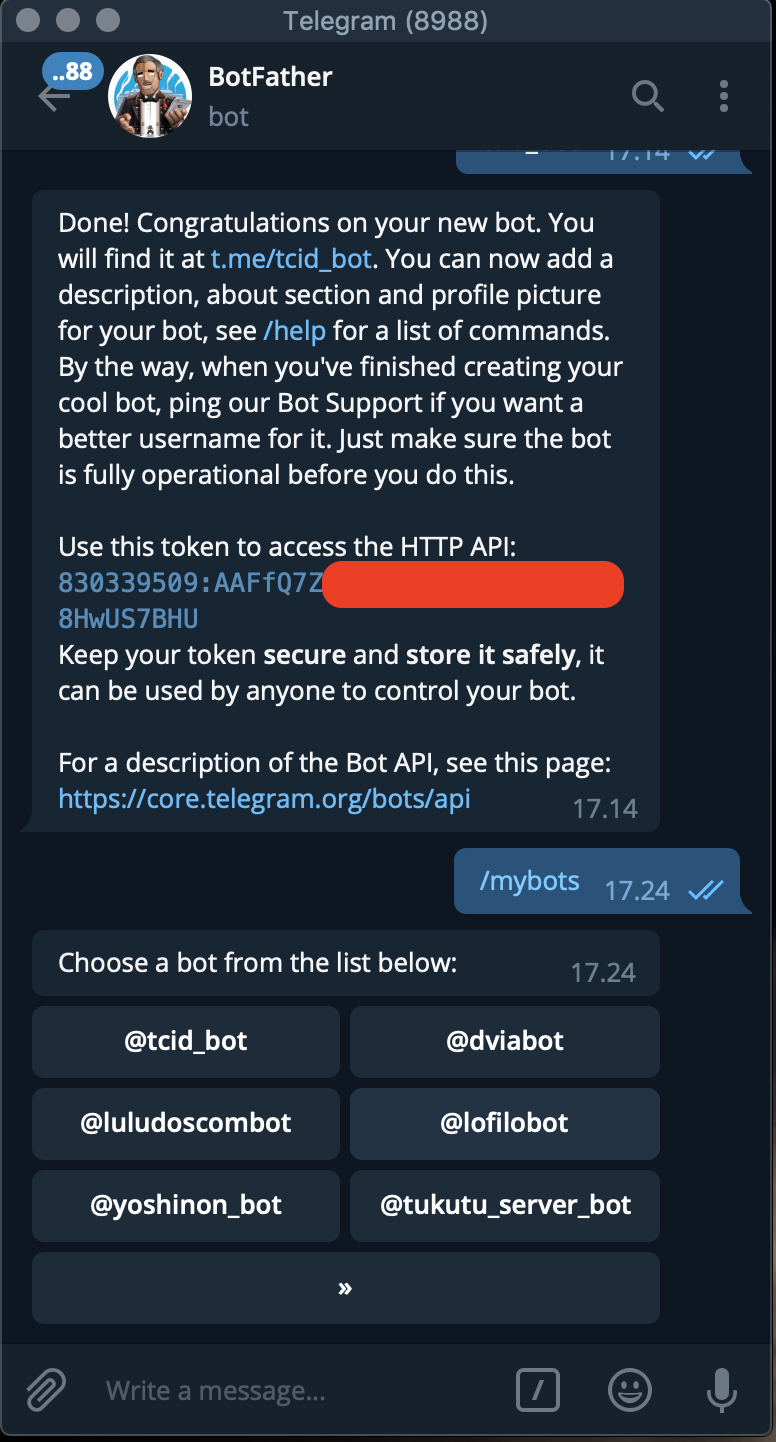 Telegram (8988)
..88
BotFather
bot
17.14
Done! Congratulations on your new bot. You
will find it at t.me/tcid_bot. You can now add a
description, about section and profile picture
for your bot, see /help for a list of commands.
By the way, when you've finished creating your
cool bot, ping our Bot Support if you want a
better username for it. Just make sure the bot
is fully operational before you do this.
Use this token to access the HTTP API:
830339509:AAFfQ7Z
8HwUS7BHU
Keep your token secure and store it safely, it
can be used by anyone to control your bot.
For a description of the Bot API, see this page:
https://core.telegram.org/bots/api
17.14
/mybots 17.24
Choose a bot from the list below: 17.24
@tcid_bot @dviabot
@luludoscombot @lofilobot
@yoshinon_bot @tukutu_server_bot
»
Write a message... /